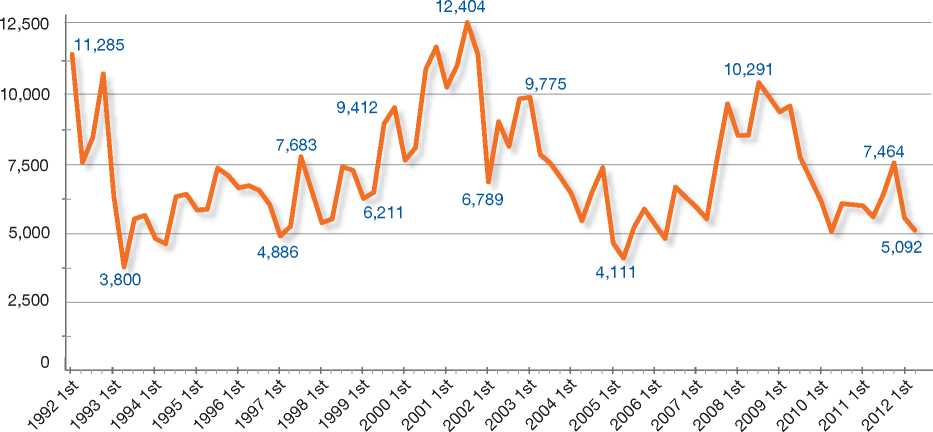 12,500
10,000
7,500
5,000
2,500
0
11,285
3,800
4,886
7,683
6,211
9,412
12,404
6,789
9,775
4,111
10,291
7,464
5,092
1992 1st
1993 1st
1994 1st
1995 1st
1996 1st
1997 1st
1998 1st
1999 1st
2000 1st
2001 1st
2002 1st
2003 1st
2004 1st
2005 1st
2006 1st
2007 1st
2008 1st
2009 1st
2010 1st
2011 1st
2012 1st